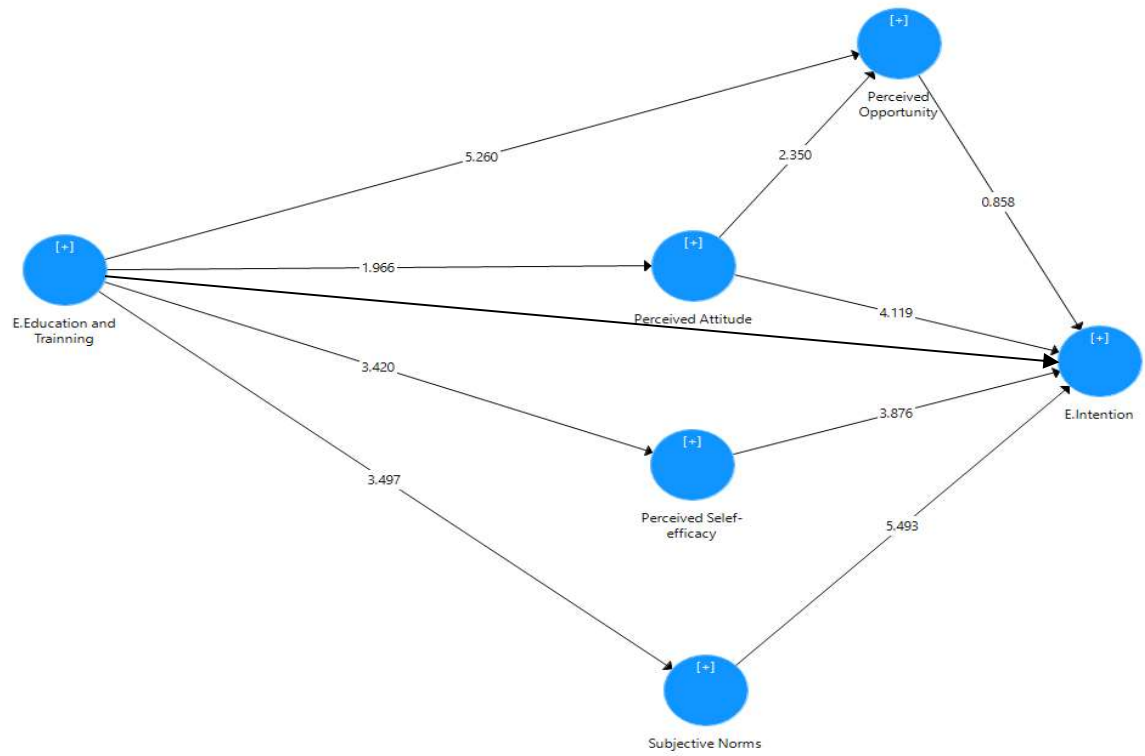 [+]
Perceived
Opportunity
5.260
2.350
0.858
[+]
E.Education and
Trainning
1.966
[+]
Perceived Attitude
4.119
[+]
E.Intention
3.420
3.876
[+]
Perceived Selef-
efficacy
3.497
5.493
[+]
Subjective Norms